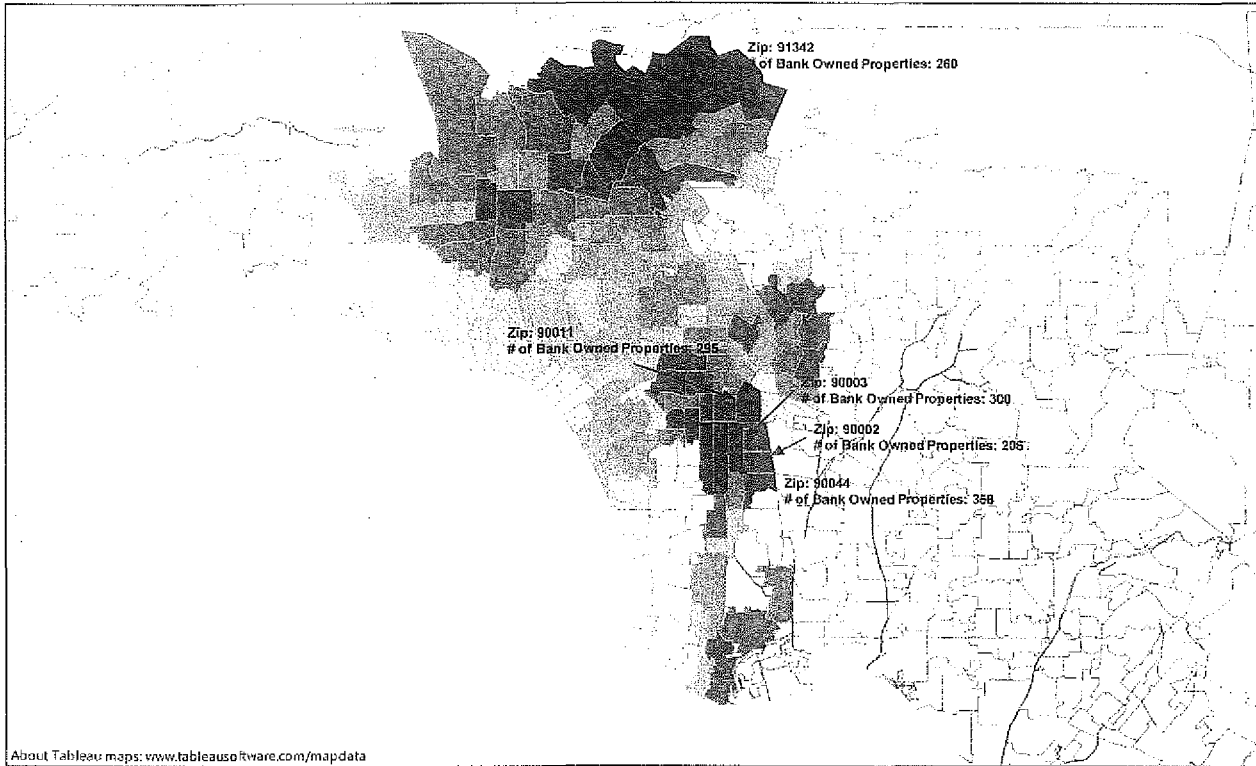 Zip: 91342
# of Bank Owned Properties: 260
Zip: 90011
# of Bank Owned Properties: 295
Zip: 90003
# of Bank Owned Properties: 300
Zip: 90002
# of Bank Owned Properties:
Zip: 90044
# of Bank Owned Properties: 358
About Tableau maps: www.tableausoftware.com/mapdata